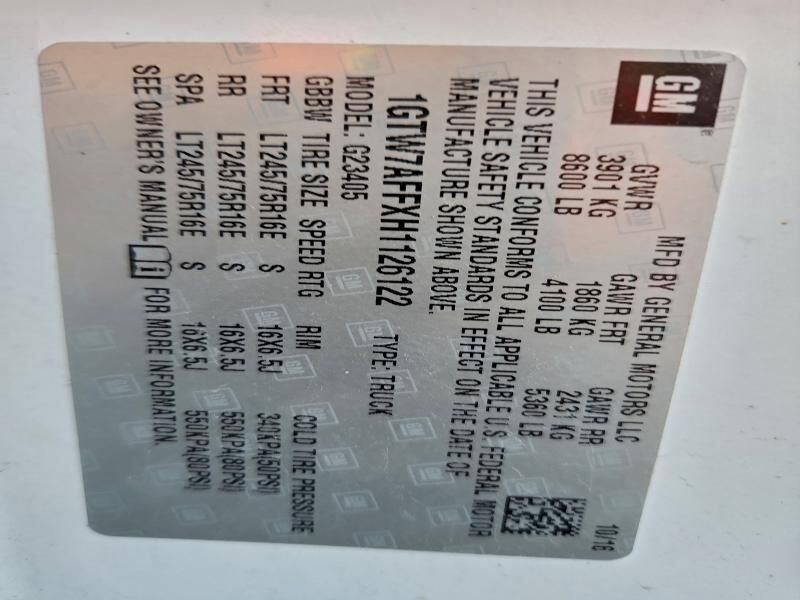 GM
®
MFD BY GENERAL MOTORS LLC 10/16
GVWR GAWR FRT GAWR RR
3901 KG 1860 KG 2431 KG
8600 LB 4100 LB 5360 LB
THIS VEHICLE CONFORMS TO ALL APPLICABLE U.S. FEDERAL MOTOR
VEHICLE SAFETY STANDARDS IN EFFECT ON THE DATE OF
MANUFACTURE SHOWN ABOVE.
1GTW7AFFXH1126122 TYPE: TRUCK
MODEL: G23405
GBBW TIRE SIZE SPEED RTG RIM COLD TIRE PRESSURE
FRT LT245/75R16E S 16X6.5J 345KPA(50PSI)
RR LT245/75R16E S 16X6.5J 550KPA(80PSI)
SPA LT245/75R16E S 16X6.5J 550KPA(80PSI)
SEE OWNER'S MANUAL FOR MORE INFORMATION.